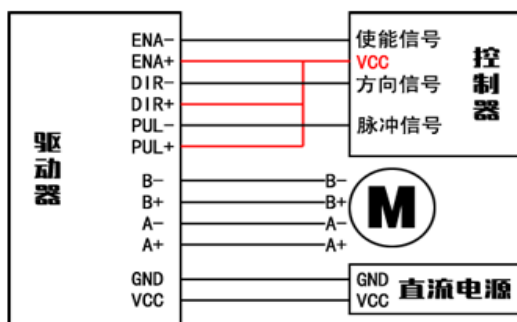 驱动器
ENA-
ENA+
DIR-
DIR+
PUL-
PUL+
B-
B+
A-
A+
GND
VCC
使能信号
VCC
方向信号
脉冲信号
控制器
B-
B+
A-
A+
M
GND
VCC
直流电源